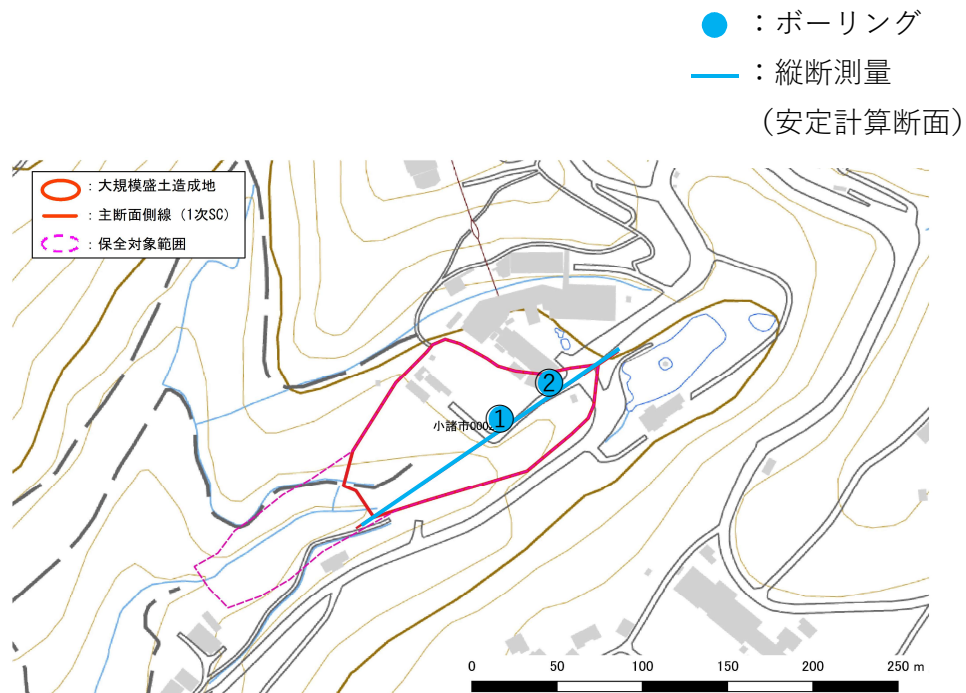 ：ボーリング
：縦断測量
（安定計算断面）
：大規模盛土造成地
：主断面側線（1次SC）
：保全対象範囲
②
①
小諸市000
0 50 100 150 200 250 m